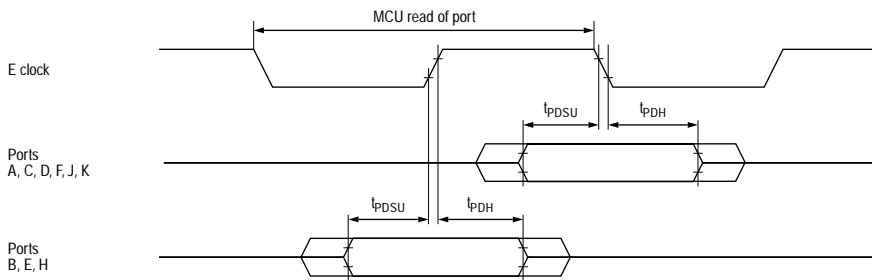 MCU read of port
E clock
tPDSU tPDH
Ports
A, C, D, F, J, K
tPDSU tPDH
Ports
B, E, H